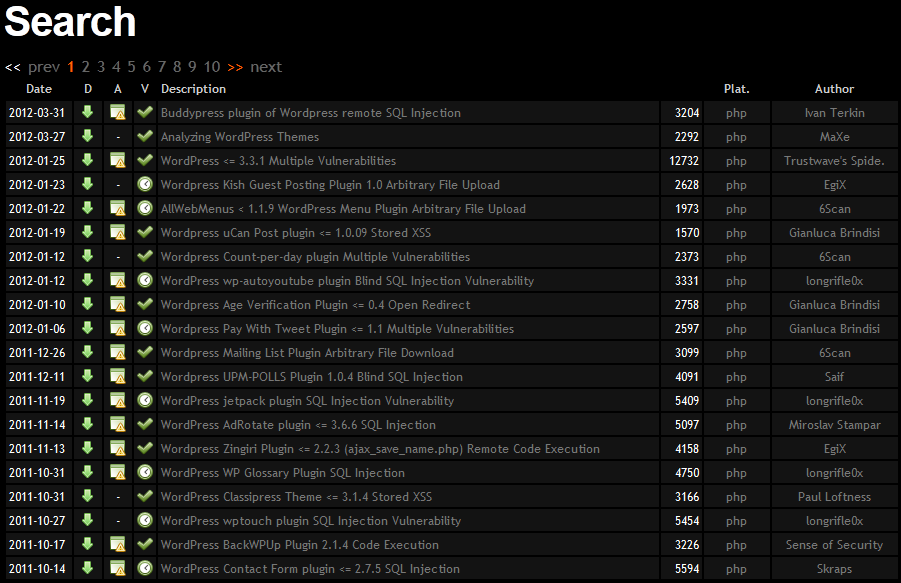 Search
<< prev 1 2 3 4 5 6 7 8 9 10 >> next
Date D A V Description Plat. Author
2012-03-31 Buddypress plugin of Wordpress remote SQL Injection 3204 php Ivan Terkin
2012-03-27 - Analyzing WordPress Themes 2292 php MaXe
2012-01-25 WordPress <= 3.3.1 Multiple Vulnerabilities 12732 php Trustwave's Spide.
2012-01-23 - Wordpress Kish Guest Posting Plugin 1.0 Arbitrary File Upload 2628 php EgiX
2012-01-22 AllWebMenus < 1.1.9 WordPress Menu Plugin Arbitrary File Upload 1973 php 6Scan
2012-01-19 Wordpress uCan Post plugin <= 1.0.09 Stored XSS 1570 php Gianluca Brindisi
2012-01-12 - Wordpress Count-per-day plugin Multiple Vulnerabilities 2373 php 6Scan
2012-01-12 Wordpress wp-autoyoutube plugin Blind SQL Injection Vulnerability 3331 php longrifle0x
2012-01-10 Wordpress Age Verification Plugin <= 0.4 Open Redirect 2758 php Gianluca Brindisi
2012-01-06 Wordpress Pay With Tweet Plugin <= 1.1 Multiple Vulnerabilities 2597 php Gianluca Brindisi
2011-12-26 Wordpress Mailing List Plugin Arbitrary File Download 3099 php 6Scan
2011-12-11 Wordpress UPM-POLLS Plugin 1.0.4 Blind SQL Injection 4091 php Saif
2011-11-19 Wordpress jetpack plugin SQL Injection Vulnerability 5409 php longrifle0x
2011-11-14 WordPress AdRotate plugin <= 3.6.6 SQL Injection 5097 php Miroslav Stampar
2011-11-13 Wordpress Zingiri Plugin <= 2.2.3 (ajax_save_name.php) Remote Code Execution 4158 php EgiX
2011-10-31 WordPress WP Glossary Plugin SQL Injection 4750 php longrifle0x
2011-10-31 - WordPress Classipress Theme <= 3.1.4 Stored XSS 3166 php Paul Loftness
2011-10-27 - WordPress wptouch plugin SQL Injection Vulnerability 5454 php longrifle0x
2011-10-17 WordPress BackWPUp Plugin 2.1.4 Code Execution 3226 php Sense of Security
2011-10-14 WordPress Contact Form plugin <= 2.7.5 SQL Injection 5594 php Skraps